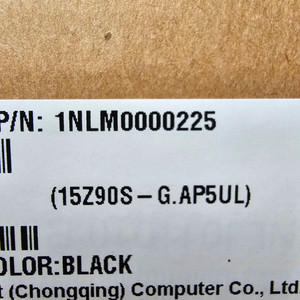 P/N: 1NLM0000225
(15Z90S-G.AP5UL)
OLOR:BLACK
t (Chongqing) Computer Co., Ltd